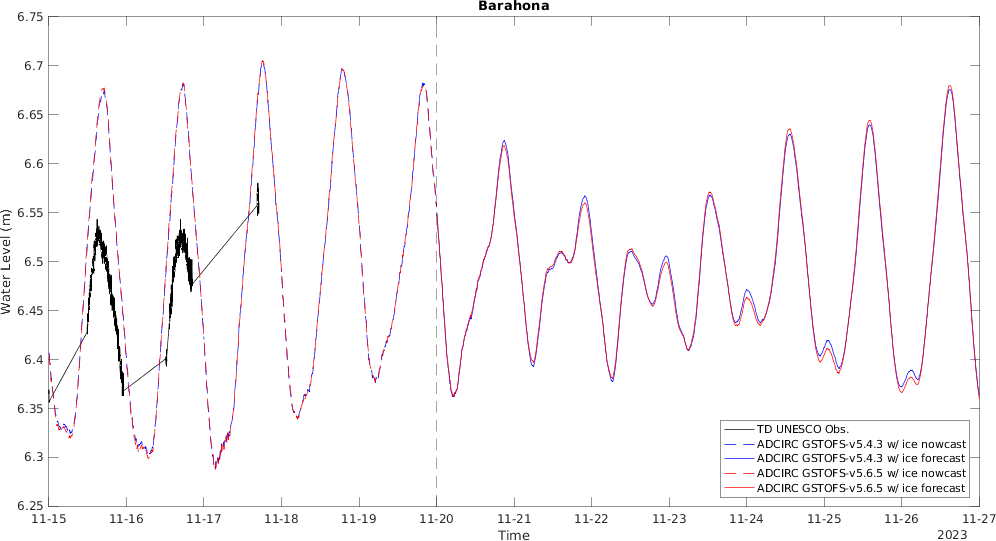 Barahona
Water Level (m)
6.75
6.7
6.65
6.6
6.55
6.5
6.45
6.4
6.35
6.3
6.25
TD UNESCO Obs.
ADCIRC GSTOFS-v5.4.3 w/ ice nowcast
ADCIRC GSTOFS-v5.4.3 w/ ice forecast
ADCIRC GSTOFS-v5.6.5 w/ ice nowcast
ADCIRC GSTOFS-v5.6.5 w/ ice forecast
11-15 11-16 11-17 11-18 11-19 11-20 11-21 11-22 11-23 11-24 11-25 11-26 11-27
Time
2023